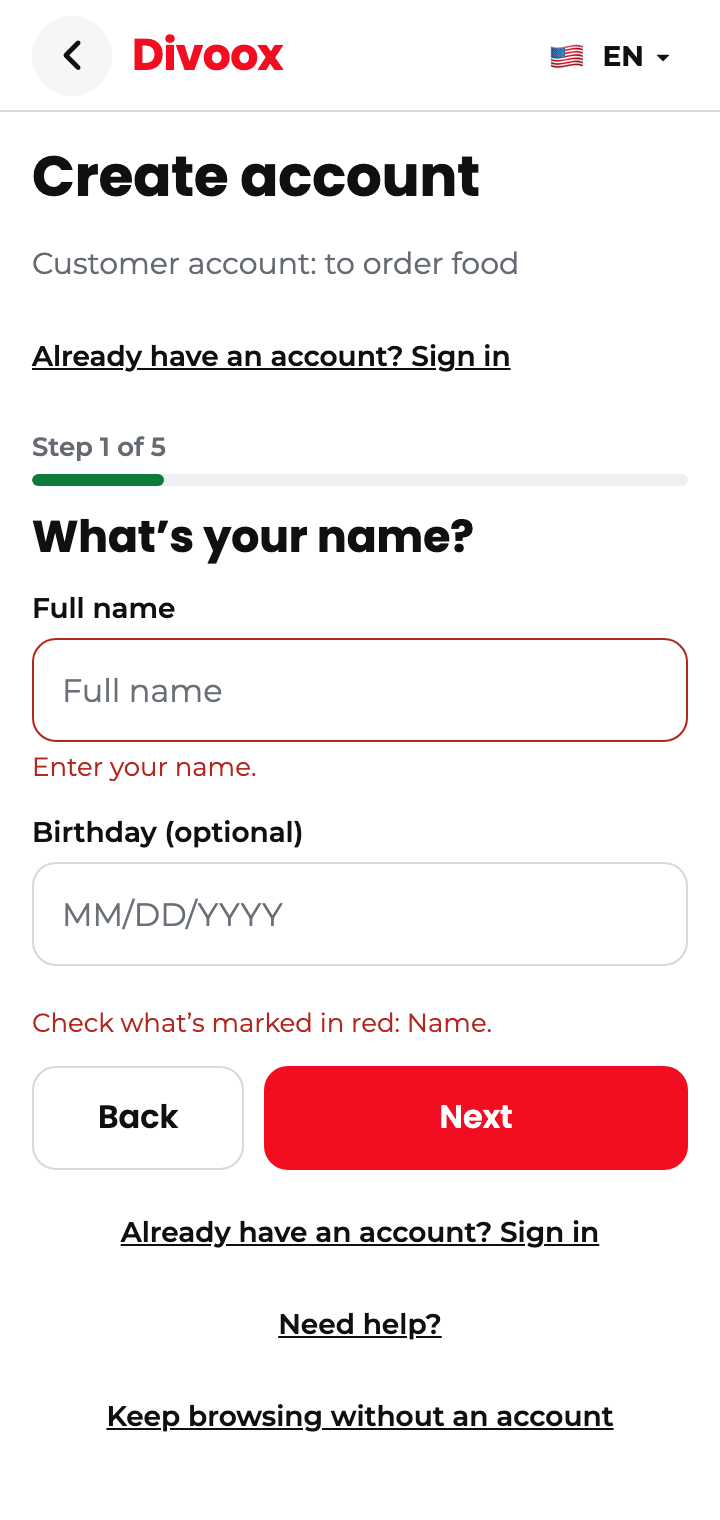 Divoox
EN
Create account
Customer account: to order food
Already have an account? Sign in
Step 1 of 5
What’s your name?
Full name
Full name
Enter your name.
Birthday (optional)
MM/DD/YYYY
Check what’s marked in red: Name.
Back
Next
Already have an account? Sign in
Need help?
Keep browsing without an account